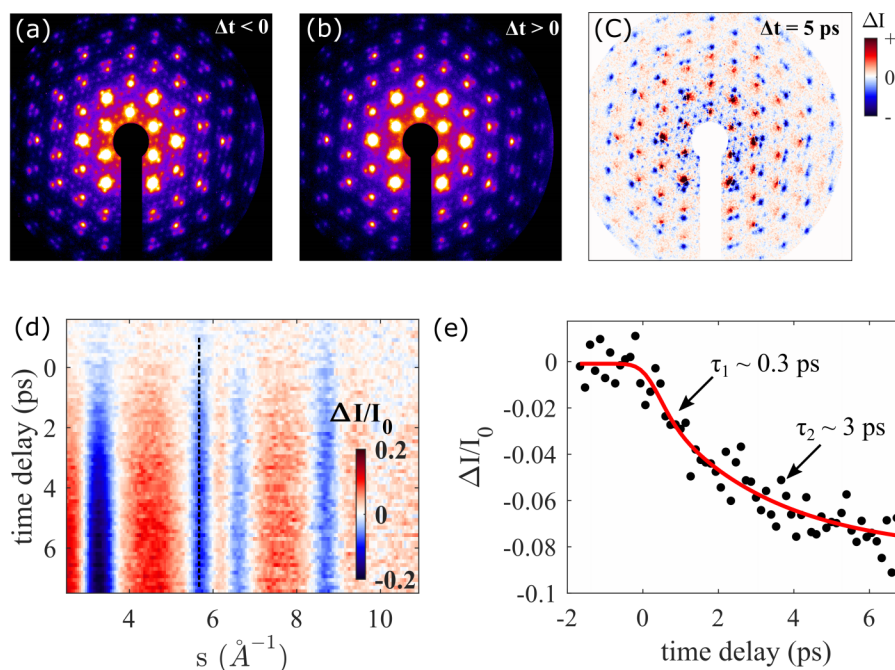 (a)
Δt < 0
(b)
Δt > 0
(C)
Δt = 5 ps
ΔI
+
0
-
(d)
time delay (ps)
0
2
4
6
ΔI/I₀
0.2
0
-0.2
4
6
8
10
s (Å⁻¹)
(e)
ΔI/I₀
0
-0.02
-0.04
-0.06
-0.08
-0.1
τ₁ ~ 0.3 ps
τ₂ ~ 3 ps
-2
0
2
4
6
time delay (ps)